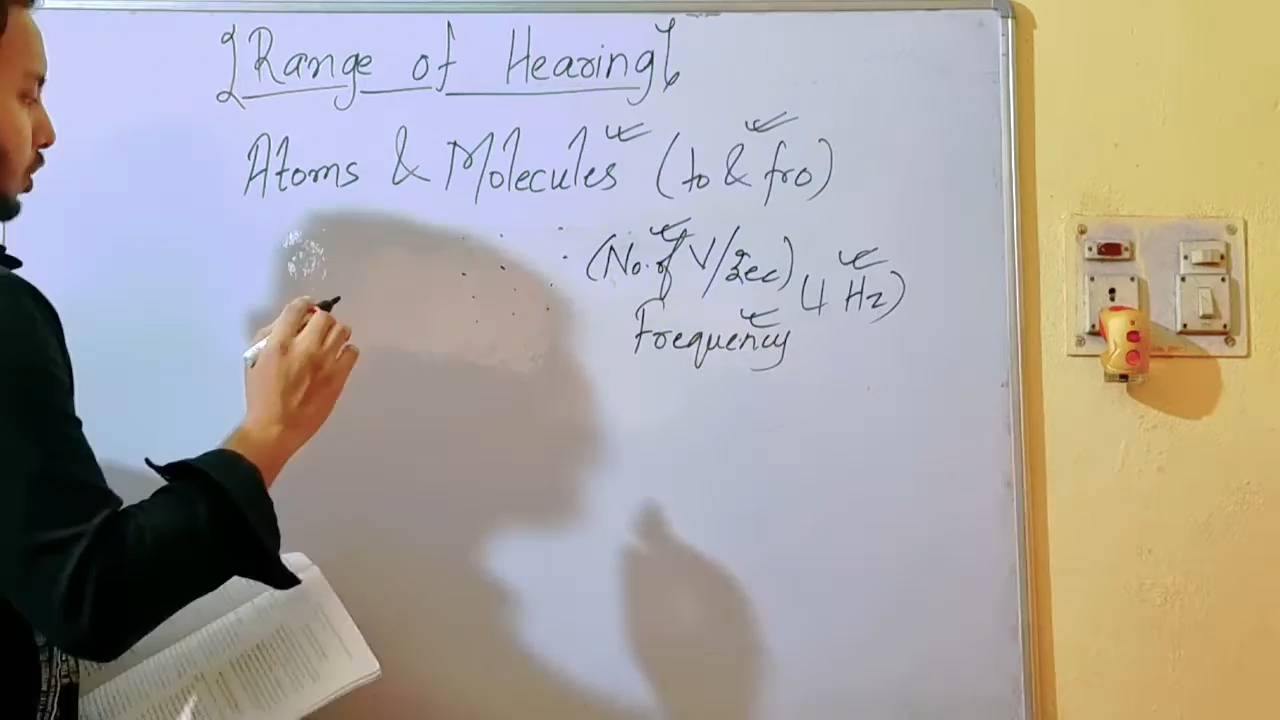 {Range of Hearing}
Atoms & Molecules (to & fro)
(No. of V/Sec)
(4 Hz)
Frequency